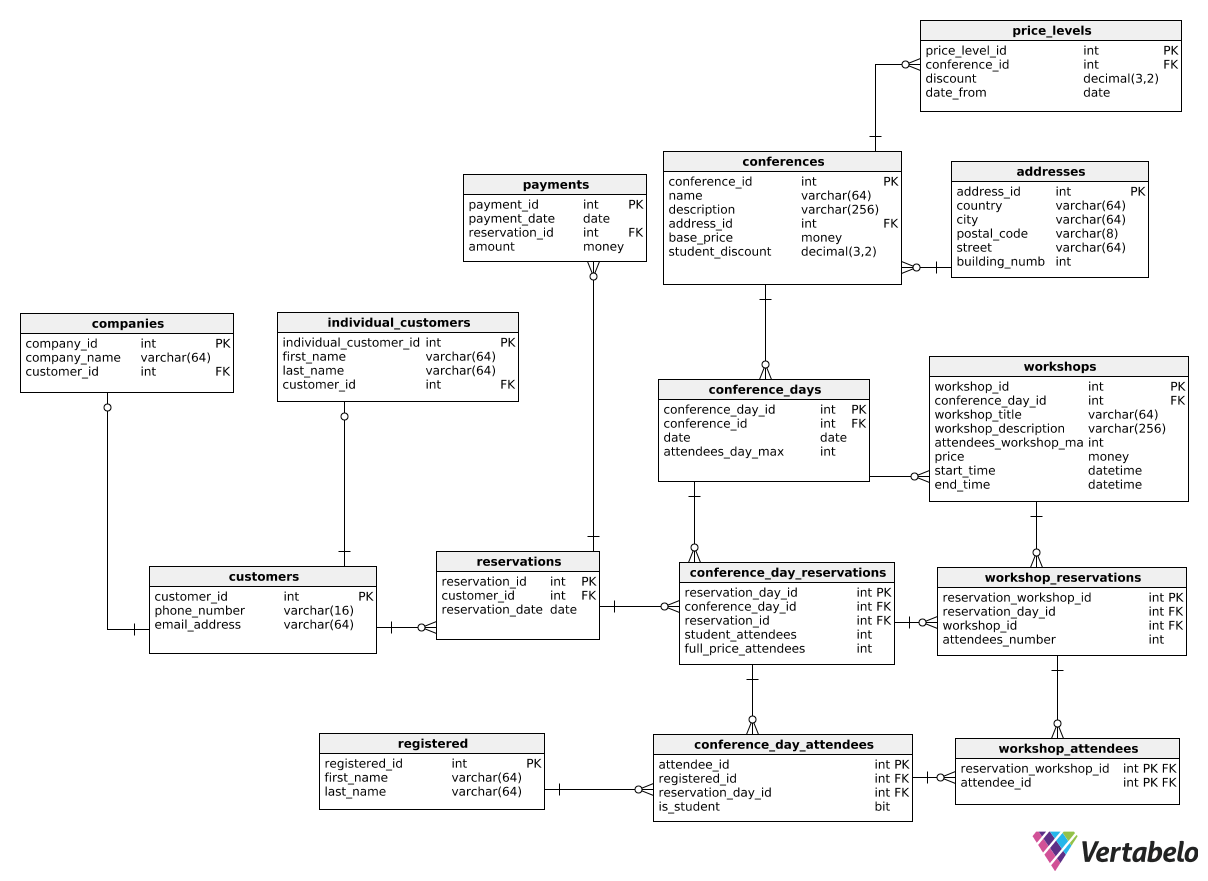 price_levels
price_level_id int PK
conference_id int FK
discount decimal(3,2)
date_from date
conferences
conference_id int PK
name varchar(64)
description varchar(256)
address_id int FK
base_price money
student_discount decimal(3,2)
addresses
address_id int PK
country varchar(64)
city varchar(64)
postal_code varchar(8)
street varchar(64)
building_numb int
payments
payment_id int PK
payment_date date
reservation_id int FK
amount money
companies
company_id int PK
company_name varchar(64)
customer_id int FK
individual_customers
individual_customer_id int PK
first_name varchar(64)
last_name varchar(64)
customer_id int FK
conference_days
conference_day_id int PK
conference_id int FK
date date
attendees_day_max int
workshops
workshop_id int PK
conference_day_id int FK
workshop_title varchar(64)
workshop_description varchar(256)
attendees_workshop_ma int
price money
start_time datetime
end_time datetime
customers
customer_id int PK
phone_number varchar(16)
email_address varchar(64)
reservations
reservation_id int PK
customer_id int FK
reservation_date date
conference_day_reservations
reservation_day_id int PK
conference_day_id int FK
reservation_id int FK
student_attendees int
full_price_attendees int
workshop_reservations
reservation_workshop_id int PK
reservation_day_id int FK
workshop_id int FK
attendees_number int
registered
registered_id int PK
first_name varchar(64)
last_name varchar(64)
conference_day_attendees
attendee_id int PK
registered_id int FK
reservation_day_id int FK
is_student bit
workshop_attendees
reservation_workshop_id int PK FK
attendee_id int PK FK
Vertabelo